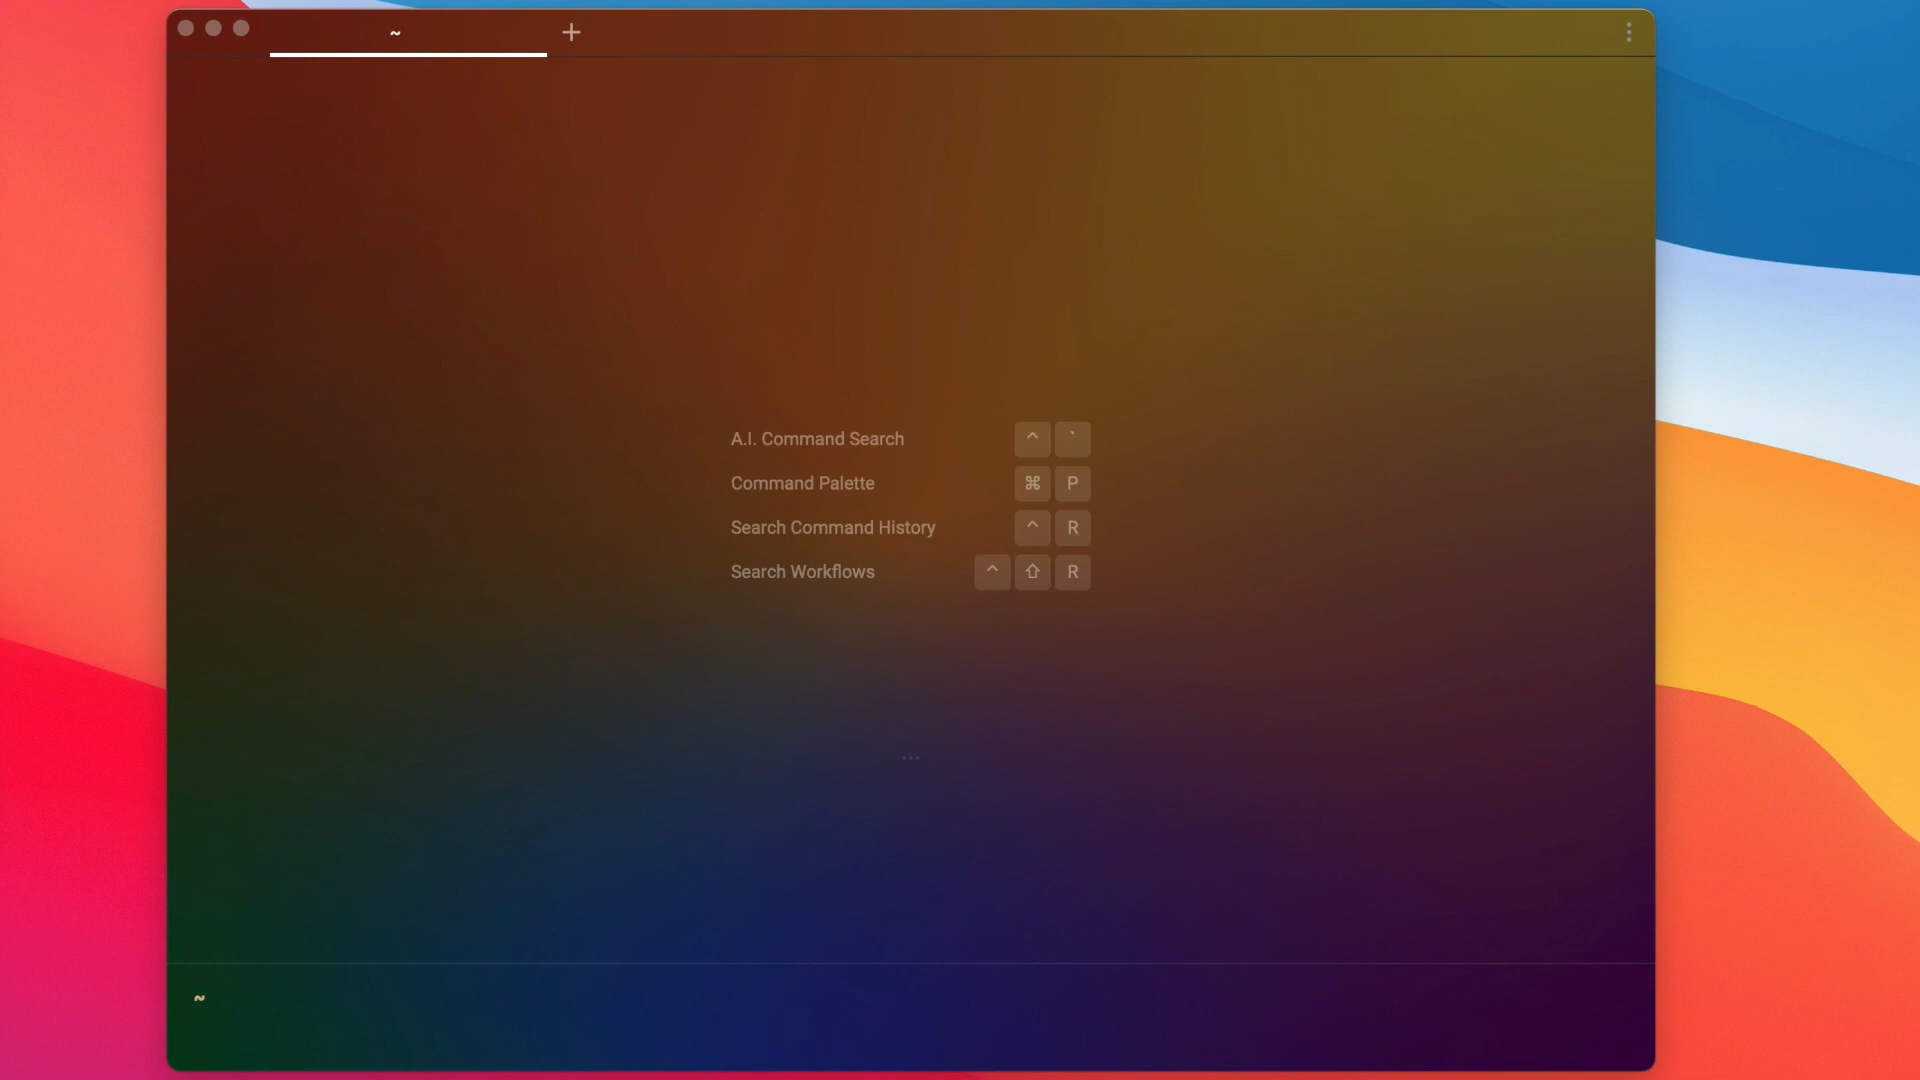 ~
A.I. Command Search ^ `
Command Palette ⌘ P
Search Command History ^ R
Search Workflows ^ ⇧ R
~